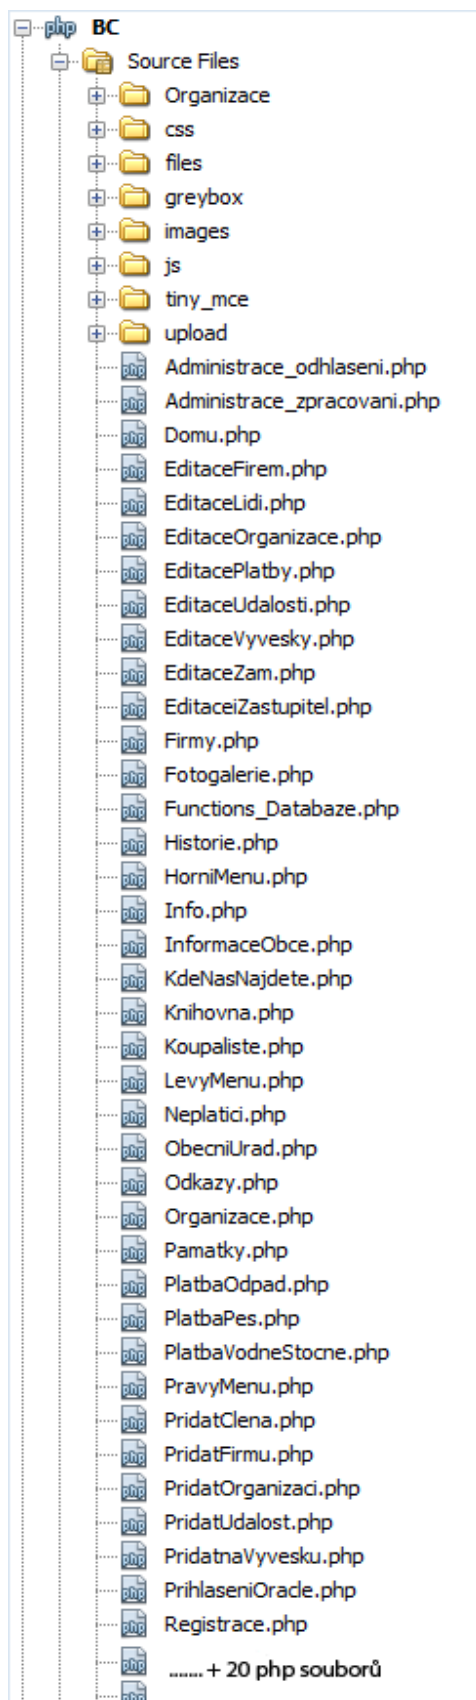 php BC
Source Files
Organizace
css
files
greybox
images
js
tiny_mce
upload
Administrace_odhlaseni.php
Administrace_zpracovani.php
Domu.php
EditaceFirem.php
EditaceLidi.php
EditaceOrganizace.php
EditacePlatby.php
EditaceUdalosti.php
EditaceVyvesky.php
EditaceZam.php
EditaceiZastupitel.php
Firmy.php
Fotogalerie.php
Functions_Databaze.php
Historie.php
HorniMenu.php
Info.php
InformaceObce.php
KdeNasNajdete.php
Knihovna.php
Koupaliste.php
LevyMenu.php
Neplatici.php
ObecniUrad.php
Odkazy.php
Organizace.php
Pamatky.php
PlatbaOdpad.php
PlatbaPes.php
PlatbaVodneStocne.php
PravyMenu.php
PridatClena.php
PridatFirmu.php
PridatOrganizaci.php
PridatUdalost.php
PridatnaVyvesku.php
PrihlaseniOracle.php
Registrace.php
.......+ 20 php souborů